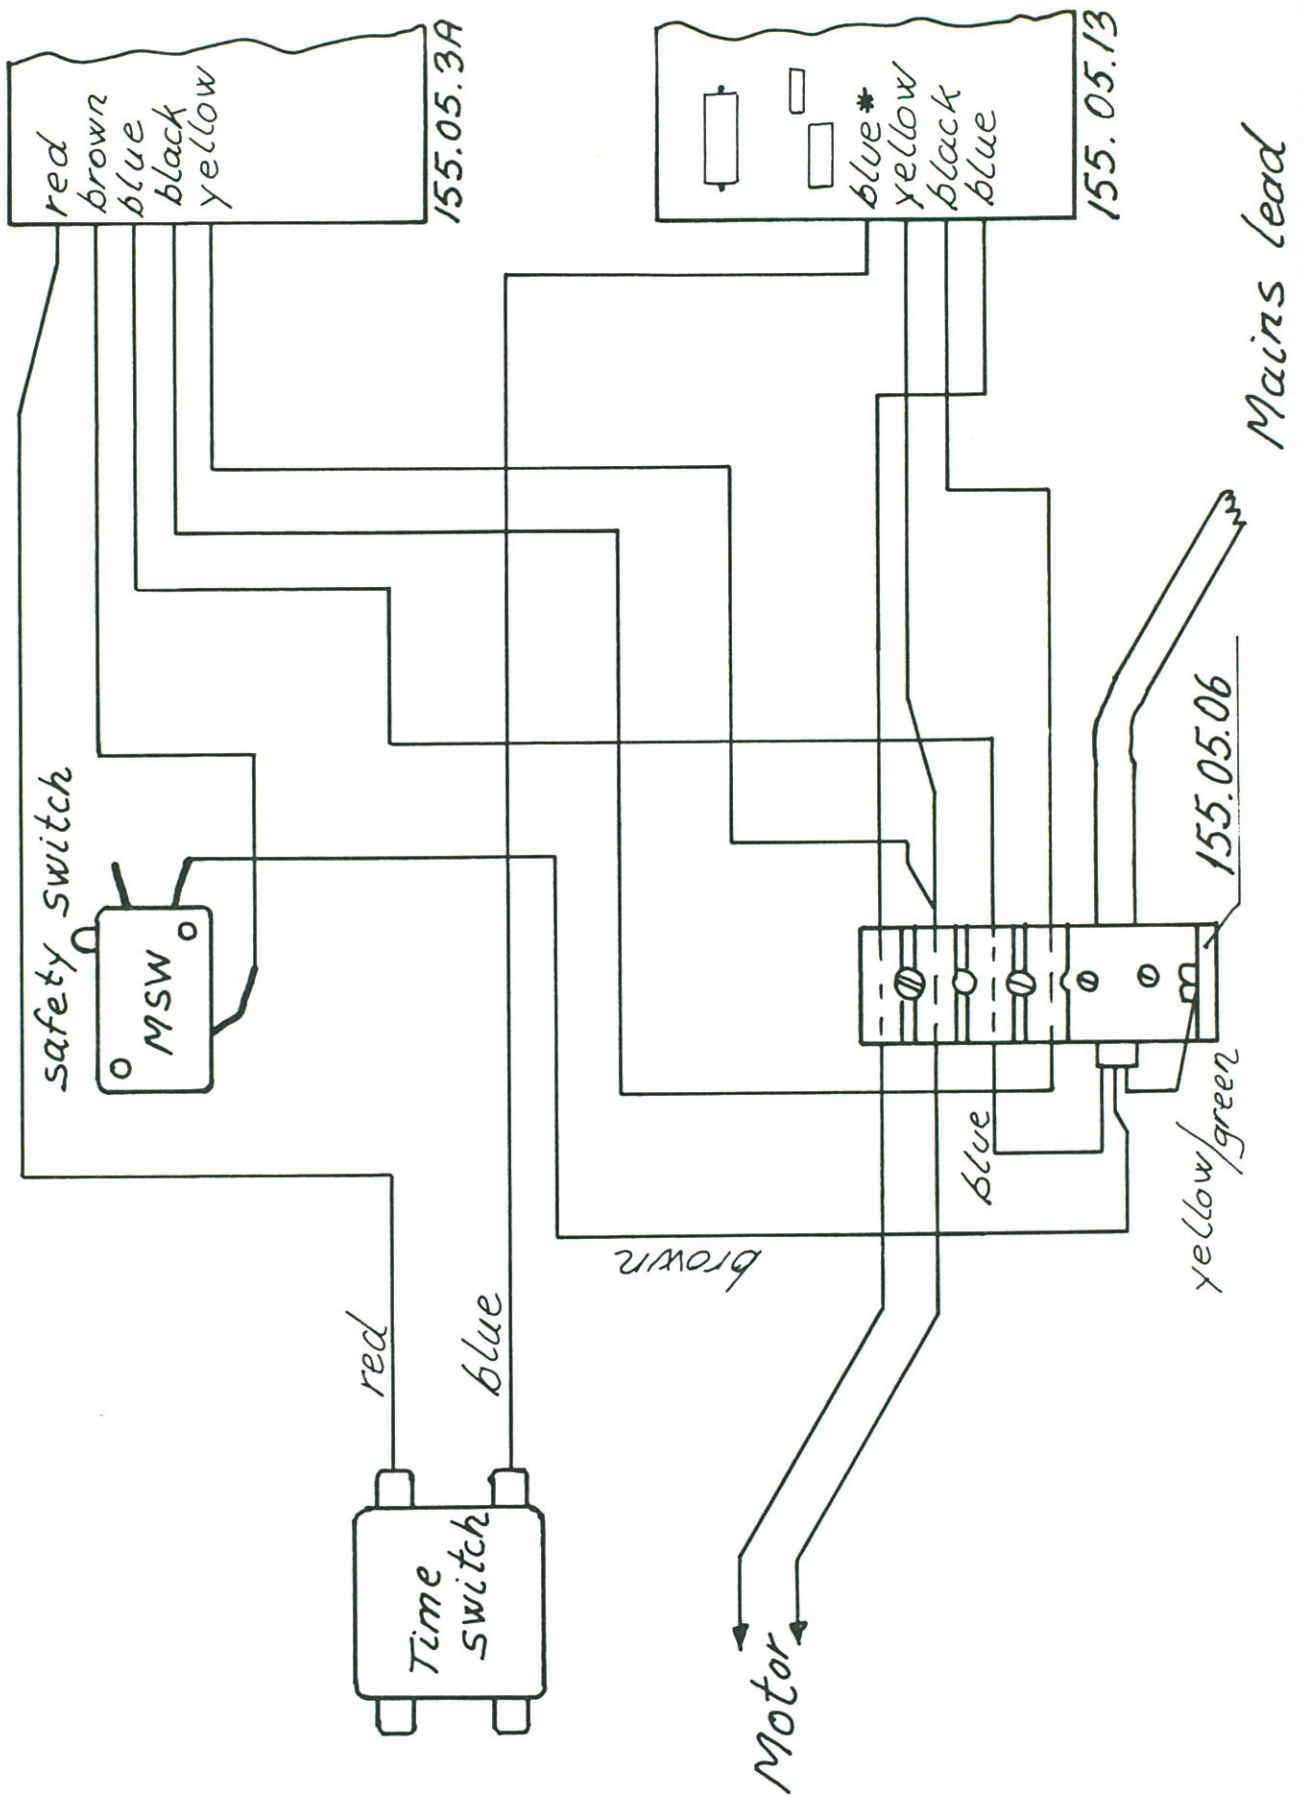 red
brown
blue
black
yellow
155.05.3A
blue*
yellow
black
blue
155.05.13
Mains lead
safety switch
MSW
155.05.06
blue
yellow/green
brown
red
blue
Time
switch
Motor